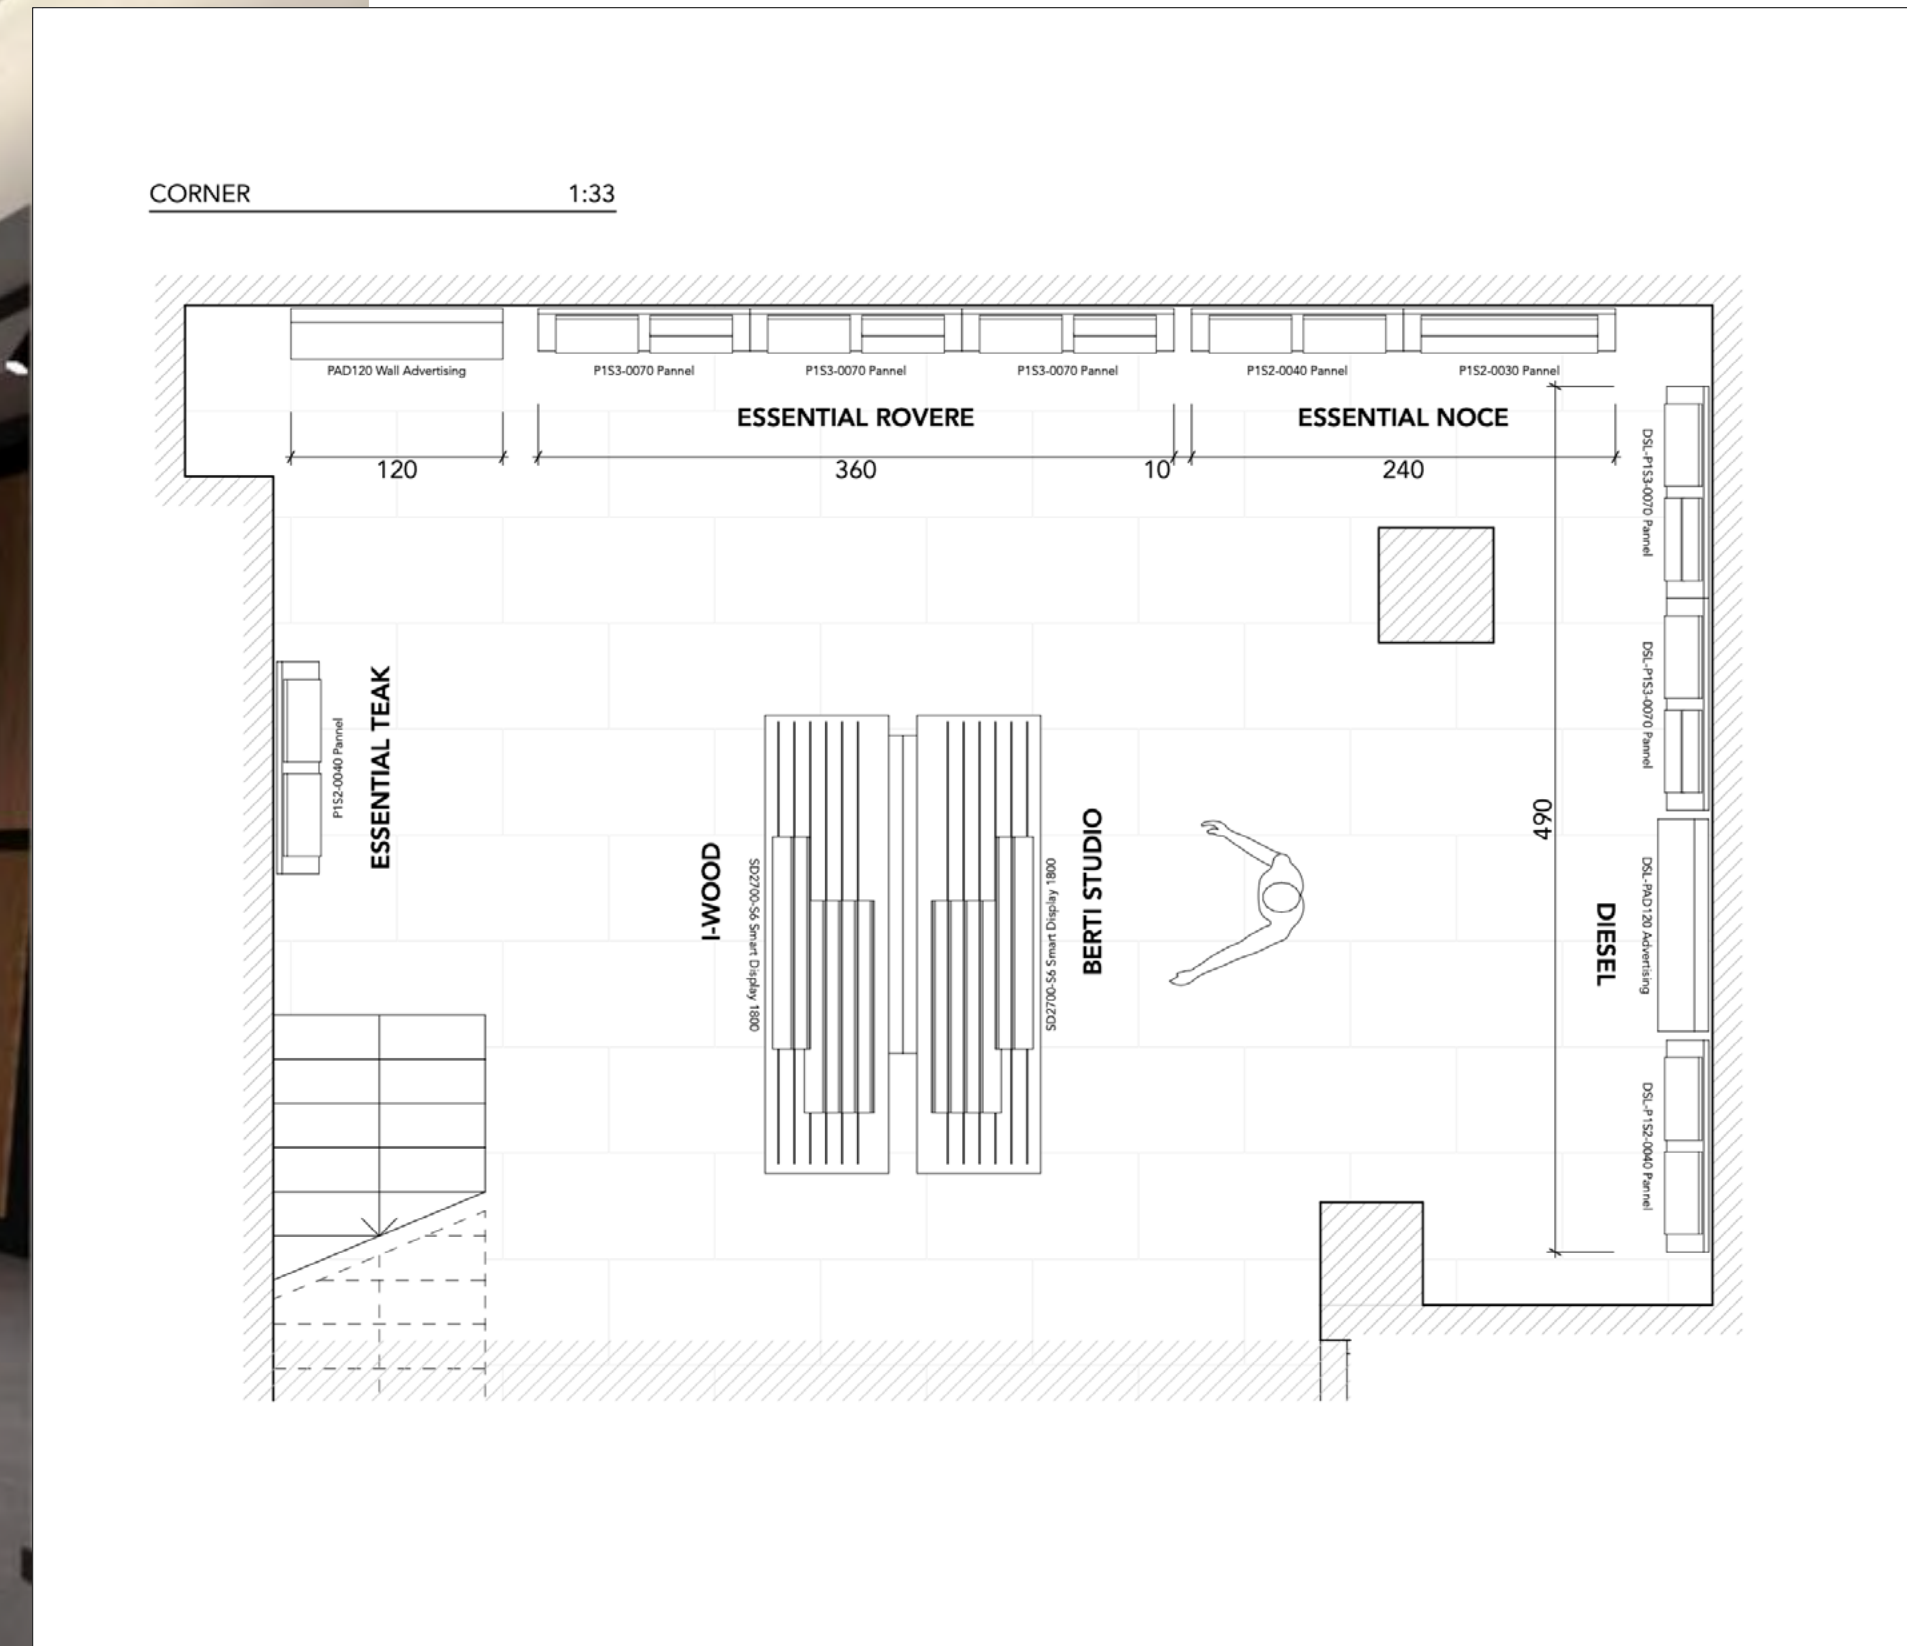 CORNER 1:33
PAD120 Wall Advertising
P1S3-0070 Pannel
P1S3-0070 Pannel
P1S3-0070 Pannel
P1S2-0040 Pannel
P1S2-0030 Pannel
ESSENTIAL ROVERE
ESSENTIAL NOCE
120
360
10
240
DSL-P1S3-0070 Pannel
DSL-P1S3-0070 Pannel
490
DIESEL
DSL-PAD120 Advertising
DSL-P1S2-0040 Pannel
P1S2-0040 Pannel
ESSENTIAL TEAK
I-WOOD
SD2700-S6 Smart Display 1800
SD2700-S6 Smart Display 1800
BERTI STUDIO